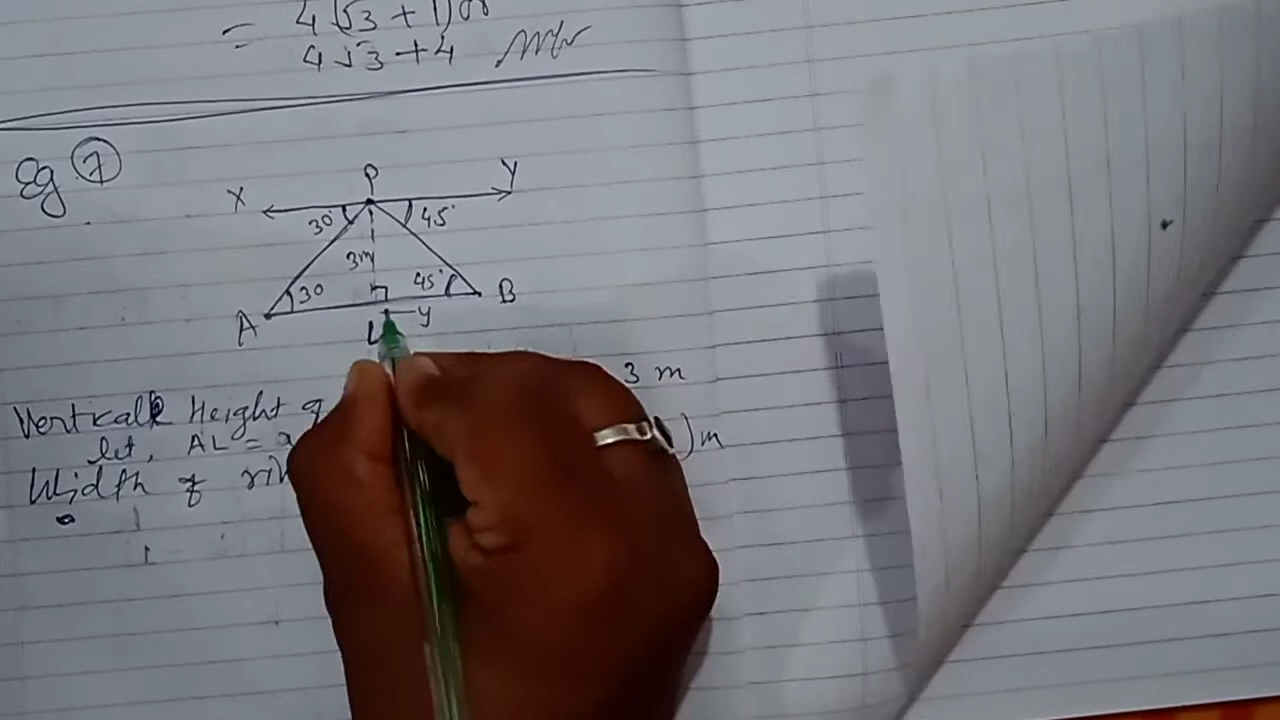 = 4(√3 + 1) or
4√3 + 4
Eg 7
P
X Y
30° 45°
3m
30 45° B
A L y
Vertical Height 3 m
let, AL = x ) m
Width of